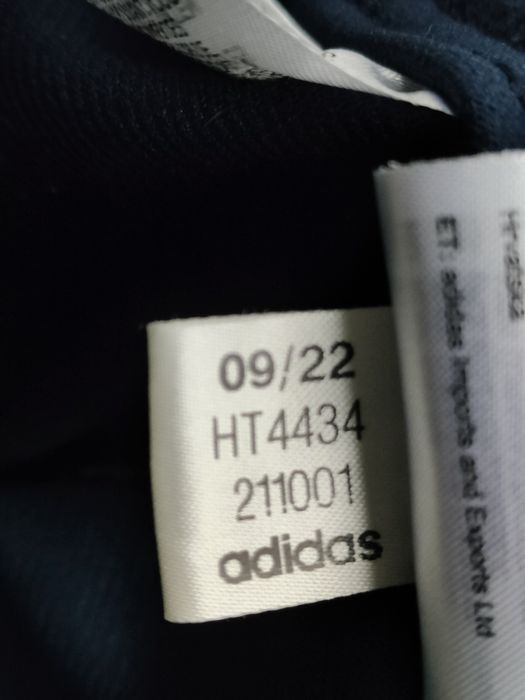 09/22
HT4434
211001
adidas
ET: adidas Imports and Exports Ltd